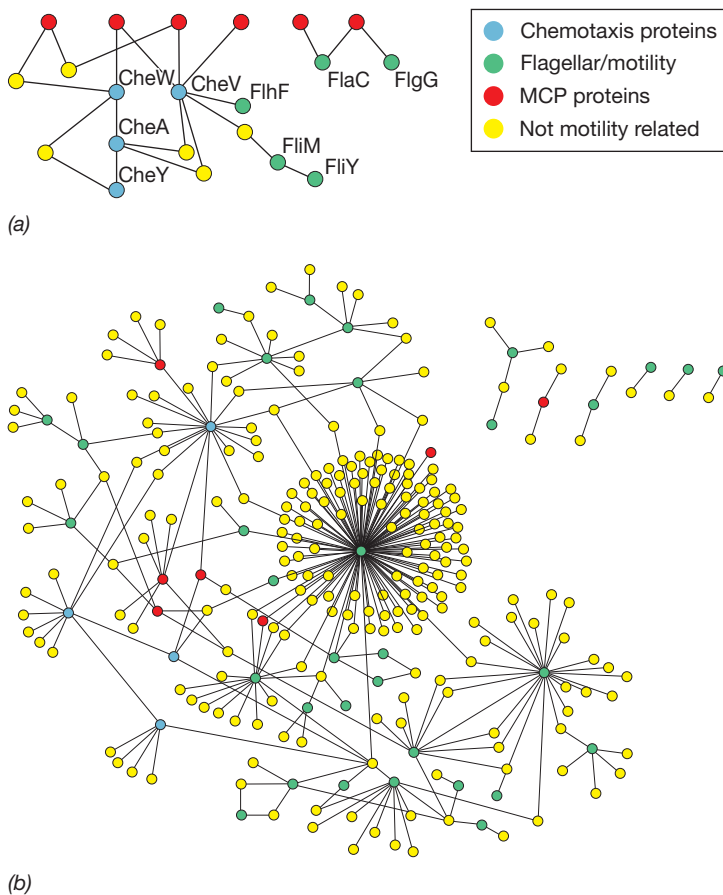 Chemotaxis proteins
Flagellar/motility
MCP proteins
Not motility related
CheW
CheV
FlhF
FlaC
FlgG
CheA
FliM
CheY
FliY
(a)
(b)